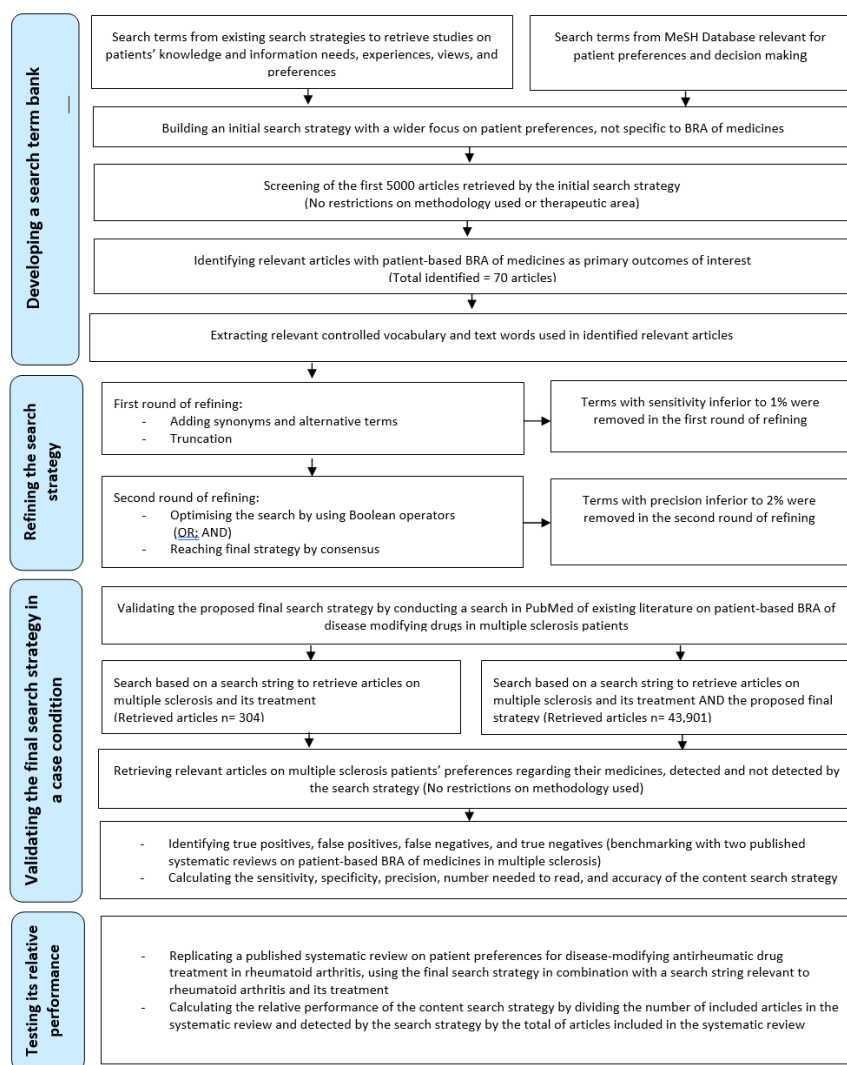 Developing a search term bank
Search terms from existing search strategies to retrieve studies on
patients' knowledge and information needs, experiences, views, and
preferences
Search terms from MeSH Database relevant for
patient preferences and decision making
Building an initial search strategy with a wider focus on patient preferences, not specific to BRA of medicines
Screening of the first 5000 articles retrieved by the initial search strategy
(No restrictions on methodology used or therapeutic area)
Identifying relevant articles with patient-based BRA of medicines as primary outcomes of interest
(Total identified = 70 articles)
Extracting relevant controlled vocabulary and text words used in identified relevant articles
Refining the search
strategy
First round of refining:
- Adding synonyms and alternative terms
- Truncation
Terms with sensitivity inferior to 1% were
removed in the first round of refining
Second round of refining:
- Optimising the search by using Boolean operators
(OR; AND)
- Reaching final strategy by consensus
Terms with precision inferior to 2% were
removed in the second round of refining
Validating the final search strategy in
a case condition
Validating the proposed final search strategy by conducting a search in PubMed of existing literature on patient-based BRA of
disease modifying drugs in multiple sclerosis patients
Search based on a search string to retrieve articles on
multiple sclerosis and its treatment
(Retrieved articles n= 304)
Search based on a search string to retrieve articles on
multiple sclerosis and its treatment AND the proposed final
strategy (Retrieved articles n= 43,901)
Retrieving relevant articles on multiple sclerosis patients' preferences regarding their medicines, detected and not detected by
the search strategy (No restrictions on methodology used)
- Identifying true positives, false positives, false negatives, and true negatives (benchmarking with two published
systematic reviews on patient-based BRA of medicines in multiple sclerosis)
- Calculating the sensitivity, specificity, precision, number needed to read, and accuracy of the content search strategy
Testing its relative
performance
- Replicating a published systematic review on patient preferences for disease-modifying antirheumatic drug
treatment in rheumatoid arthritis, using the final search strategy in combination with a search string relevant to
rheumatoid arthritis and its treatment
- Calculating the relative performance of the content search strategy by dividing the number of included articles in the
systematic review and detected by the search strategy by the total of articles included in the systematic review